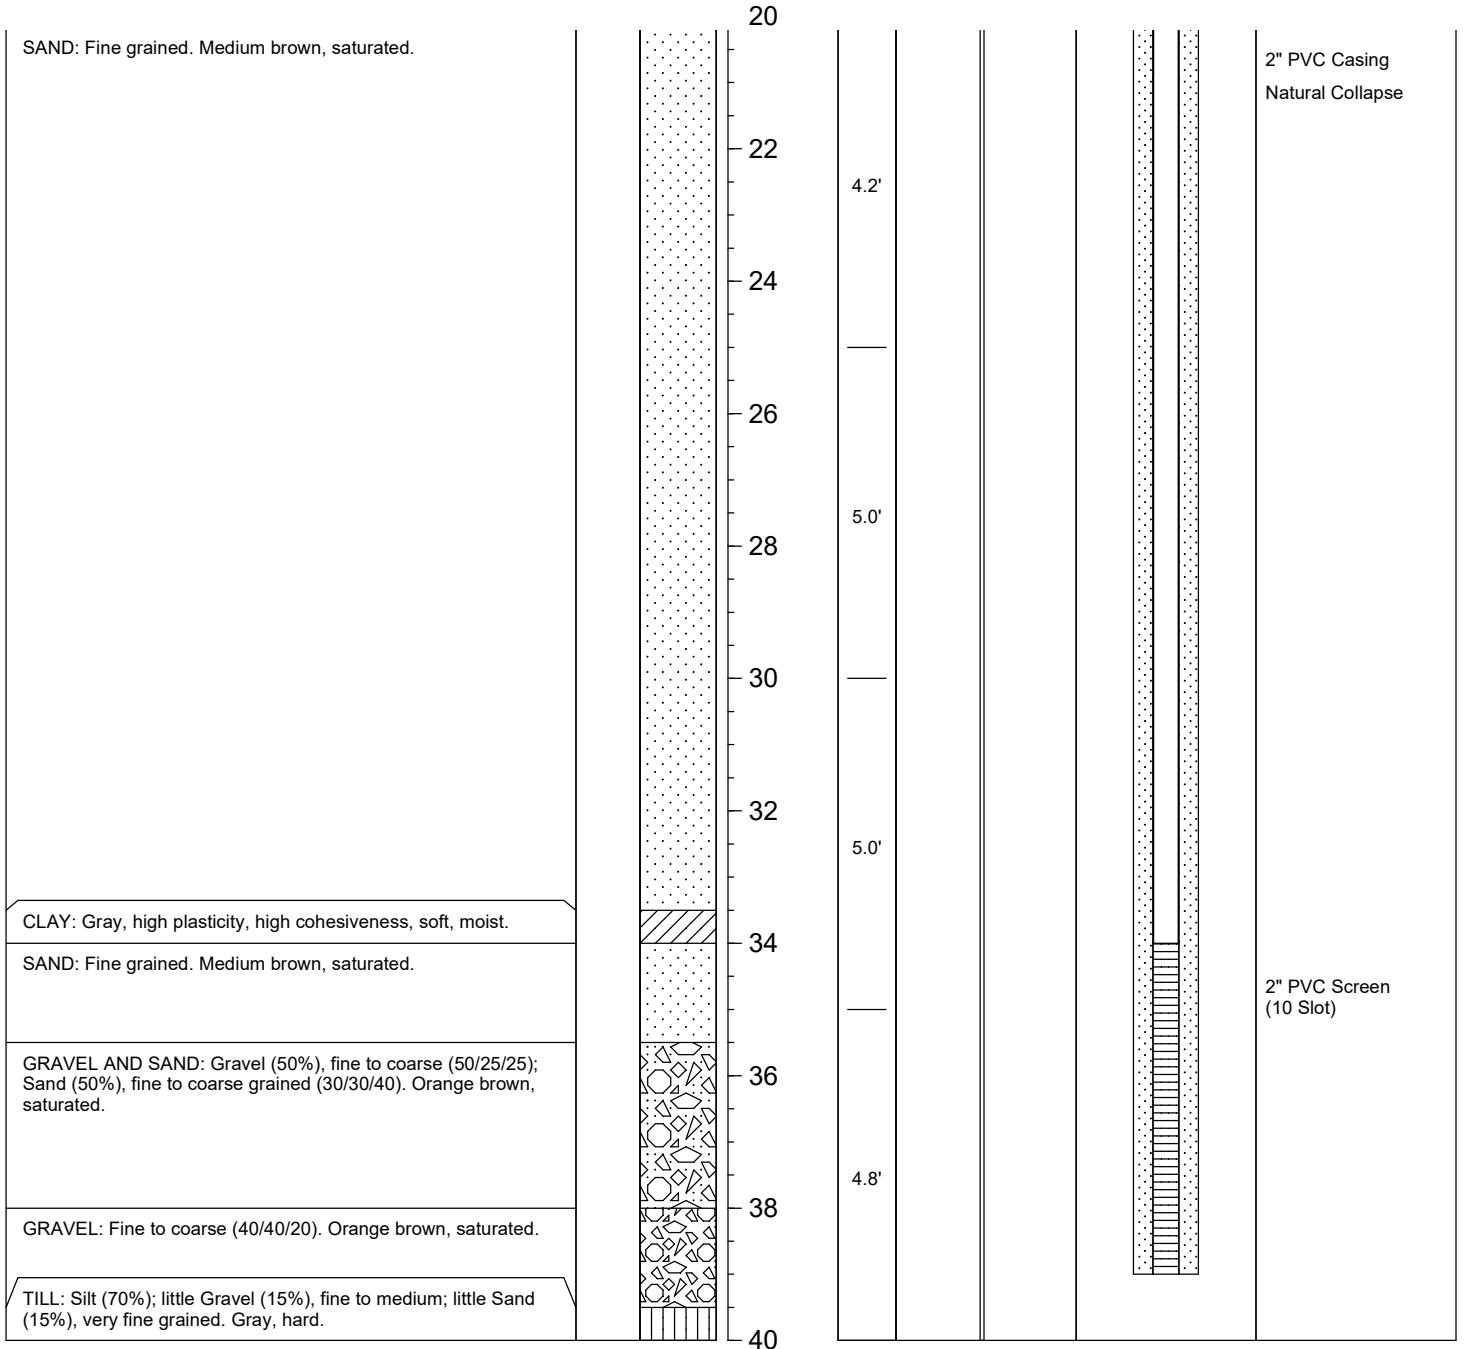 20
SAND: Fine grained. Medium brown, saturated.
2" PVC Casing
Natural Collapse
22
4.2'
24
26
5.0'
28
30
32
5.0'
CLAY: Gray, high plasticity, high cohesiveness, soft, moist.
34
SAND: Fine grained. Medium brown, saturated.
2" PVC Screen
(10 Slot)
GRAVEL AND SAND: Gravel (50%), fine to coarse (50/25/25);
Sand (50%), fine to coarse grained (30/30/40). Orange brown,
saturated.
36
4.8'
38
GRAVEL: Fine to coarse (40/40/20). Orange brown, saturated.
TILL: Silt (70%); little Gravel (15%), fine to medium; little Sand
(15%), very fine grained. Gray, hard.
40